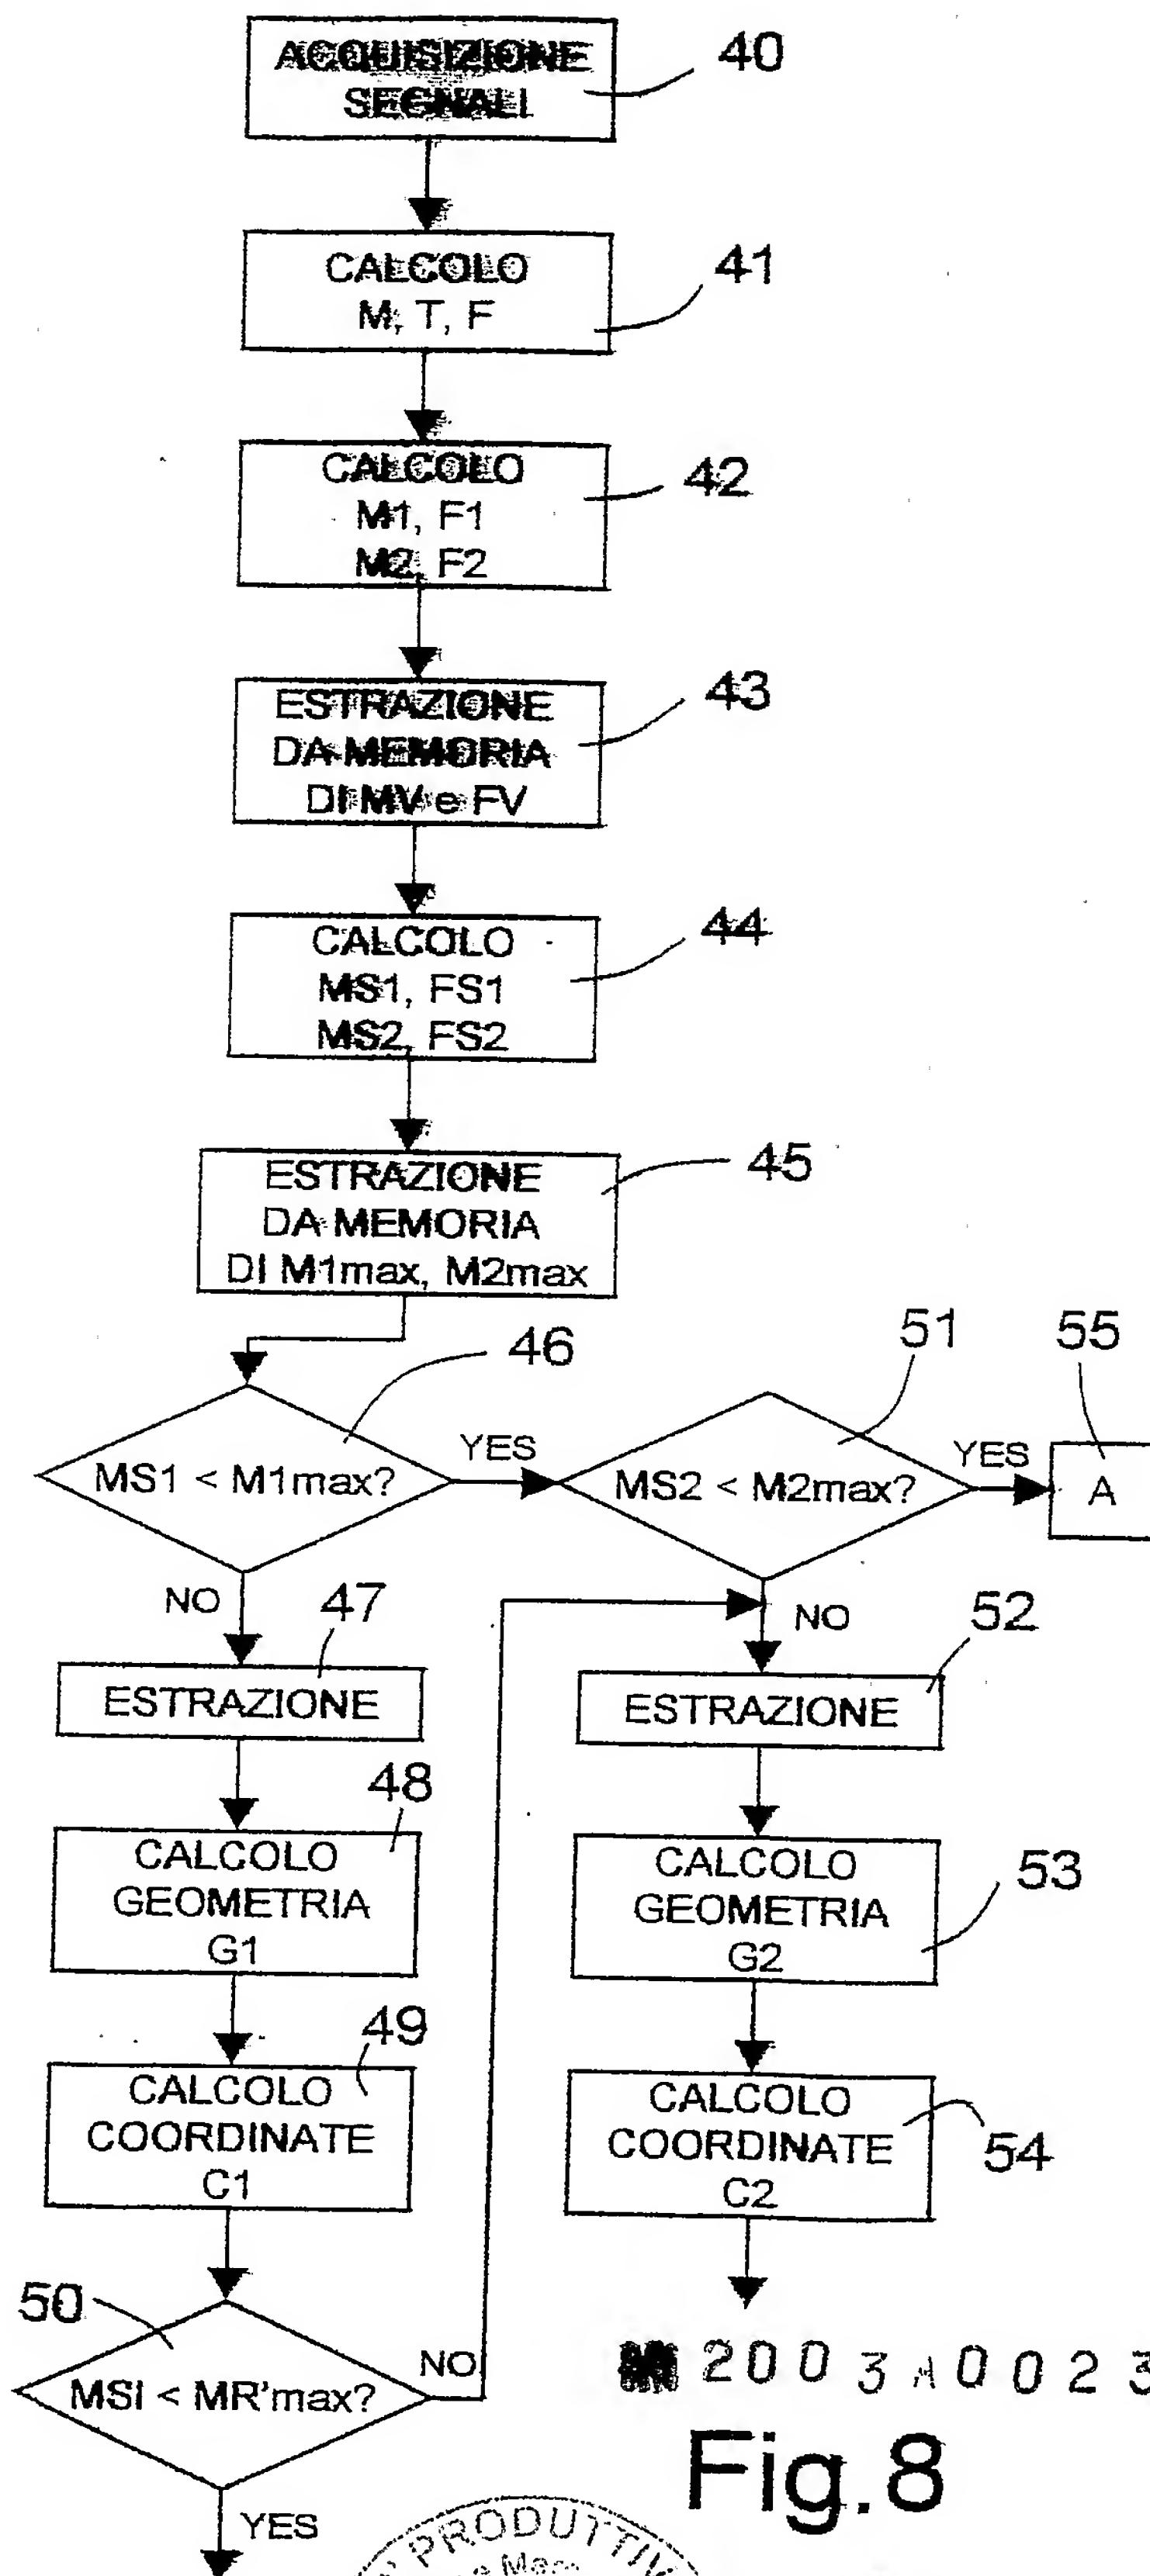 ACQUISIZIONE
SEGNALI
40
CALCOLO
M, T, F
41
CALCOLO
M1, F1
M2, F2
42
ESTRAZIONE
DA MEMORIA
DI MV e FV
43
CALCOLO
MS1, FS1
MS2, FS2
44
ESTRAZIONE
DA MEMORIA
DI M1max, M2max
45
46
51
55
MS1 < M1max?
YES
MS2 < M2max?
YES
A
NO
47
NO
52
ESTRAZIONE
ESTRAZIONE
48
CALCOLO
GEOMETRIA
G1
CALCOLO
GEOMETRIA
G2
53
49
CALCOLO
COORDINATE
C1
CALCOLO
COORDINATE
C2
54
50
MSI < MR'max?
NO
YES
2003A0023
Fig.8
PRODUTTIV